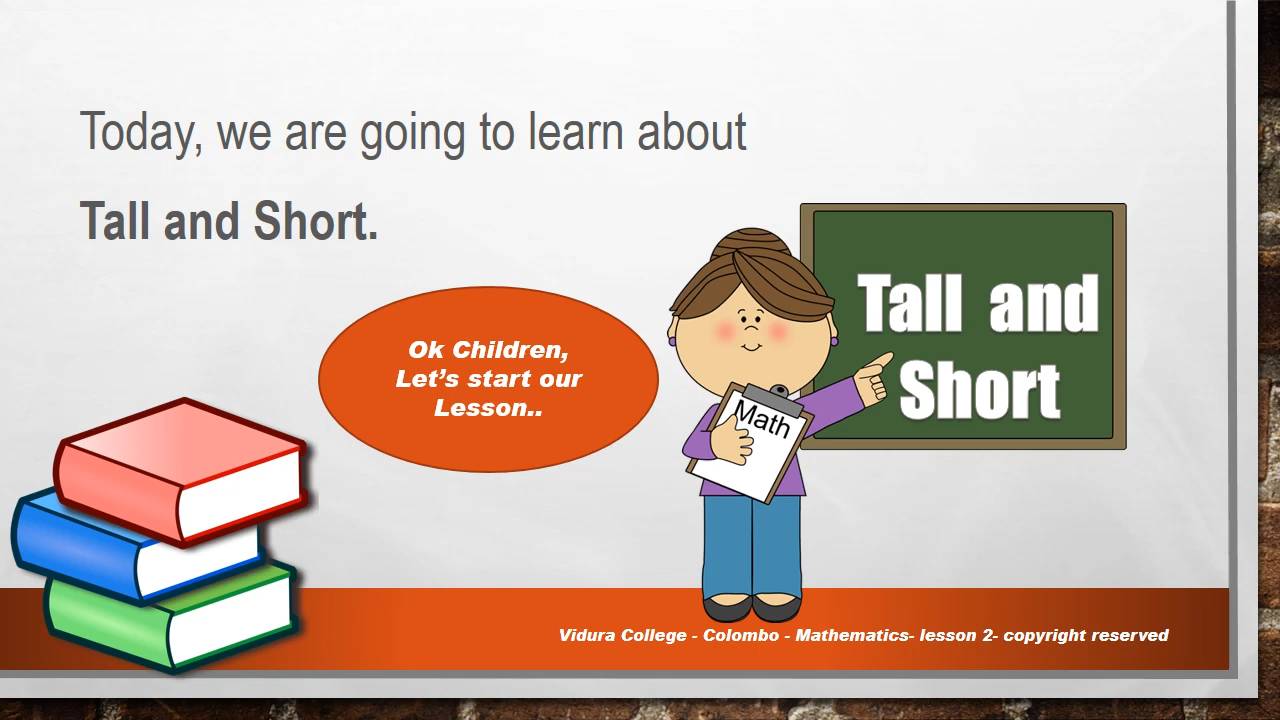 Today, we are going to learn about
Tall and Short.
Ok Children,
Let’s start our
Lesson..
Math
Tall and
Short
Vidura College - Colombo - Mathematics- lesson 2- copyright reserved